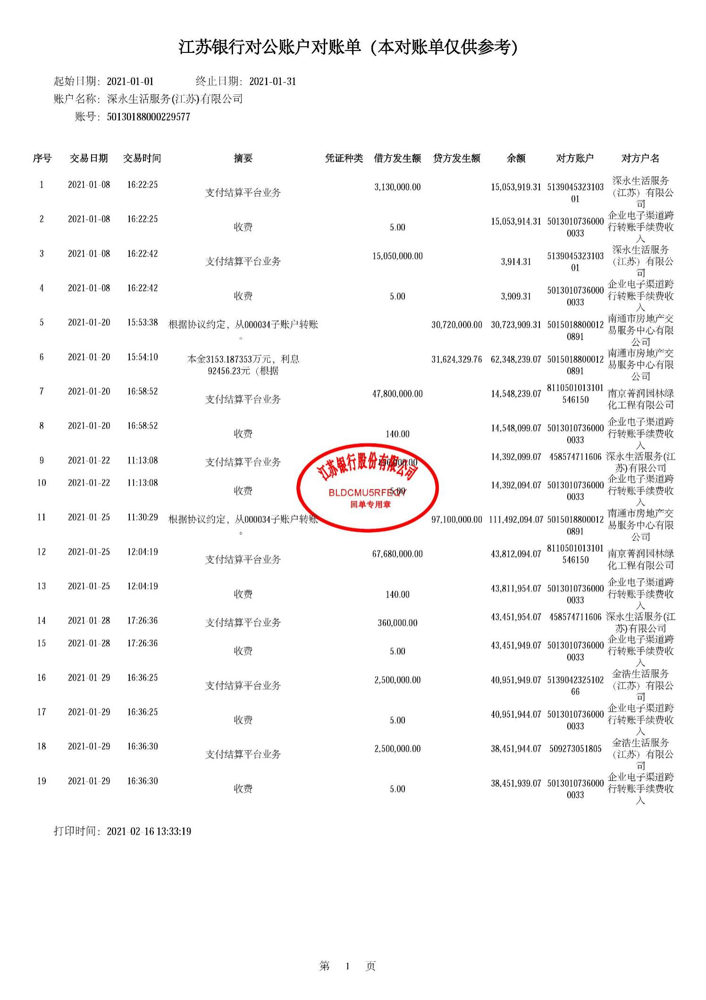 江苏银行对公账户对账单（本对账单仅供参考）
起始日期：2021-01-01 终止日期：2021-01-31
账户名称：深永生活服务(江苏)有限公司
账号：50130188000229577
序号 交易日期 交易时间 摘要 凭证种类 借方发生额 贷方发生额 余额 对方账户 对方户名
1 2021-01-08 16:22:25 支付结算平台业务 3,130,000.00 15,053,919.31 5139045323103 深永生活服务
01 （江苏）有限公
司
2 2021-01-08 16:22:25 收费 5.00 15,053,914.31 5013010736000 企业电子渠道跨
0033 行转账手续费收
入
3 2021-01-08 16:22:42 支付结算平台业务 15,050,000.00 3,914.31 5139045323103 深永生活服务
01 （江苏）有限公
司
4 2021-01-08 16:22:42 收费 5.00 3,909.31 5013010736000 企业电子渠道跨
0033 行转账手续费收
入
5 2021-01-20 15:53:38 根据协议约定，从000034子账户转账 30,720,000.00 30,723,909.31 5015018800012 南通市房地产交
。 0891 易服务中心有限
公司
6 2021-01-20 15:54:10 本金3153.187353万元，利息 31,624,329.76 62,348,239.07 5015018800012 南通市房地产交
92456.23元（根据 0891 易服务中心有限
公司
7 2021-01-20 16:58:52 支付结算平台业务 47,800,000.00 14,548,239.07 8110501013101 南京菁润园林绿
546150 化工程有限公司
8 2021-01-20 16:58:52 收费 140.00 14,548,099.07 5013010736000 企业电子渠道跨
0033 行转账手续费收
入
9 2021-01-22 11:13:08 支付结算平台业务 156,000.00 14,392,099.07 458574711606 深永生活服务(江
苏)有限公司
10 2021-01-22 11:13:08 收费 5.00 14,392,094.07 5013010736000 企业电子渠道跨
0033 行转账手续费收
入
江苏银行股份有限公司
BLDCMU5RFEQY
回单专用章
11 2021-01-25 11:30:29 根据协议约定，从000034子账户转账 97,100,000.00 111,492,094.07 5015018800012 南通市房地产交
。 0891 易服务中心有限
公司
12 2021-01-25 12:04:19 支付结算平台业务 67,680,000.00 43,812,094.07 8110501013101 南京菁润园林绿
546150 化工程有限公司
13 2021-01-25 12:04:19 收费 140.00 43,811,954.07 5013010736000 企业电子渠道跨
0033 行转账手续费收
入
14 2021-01-28 17:26:36 支付结算平台业务 360,000.00 43,451,954.07 458574711606 深永生活服务(江
苏)有限公司
15 2021-01-28 17:26:36 收费 5.00 43,451,949.07 5013010736000 企业电子渠道跨
0033 行转账手续费收
入
16 2021-01-29 16:36:25 支付结算平台业务 2,500,000.00 40,951,949.07 5139042325102 金浩生活服务
66 （江苏）有限公
司
17 2021-01-29 16:36:25 收费 5.00 40,951,944.07 5013010736000 企业电子渠道跨
0033 行转账手续费收
入
18 2021-01-29 16:36:30 支付结算平台业务 2,500,000.00 38,451,944.07 509273051805 金浩生活服务
（江苏）有限公
司
19 2021-01-29 16:36:30 收费 5.00 38,451,939.07 5013010736000 企业电子渠道跨
0033 行转账手续费收
入
打印时间：2021-02-16 13:33:19
第 1 页